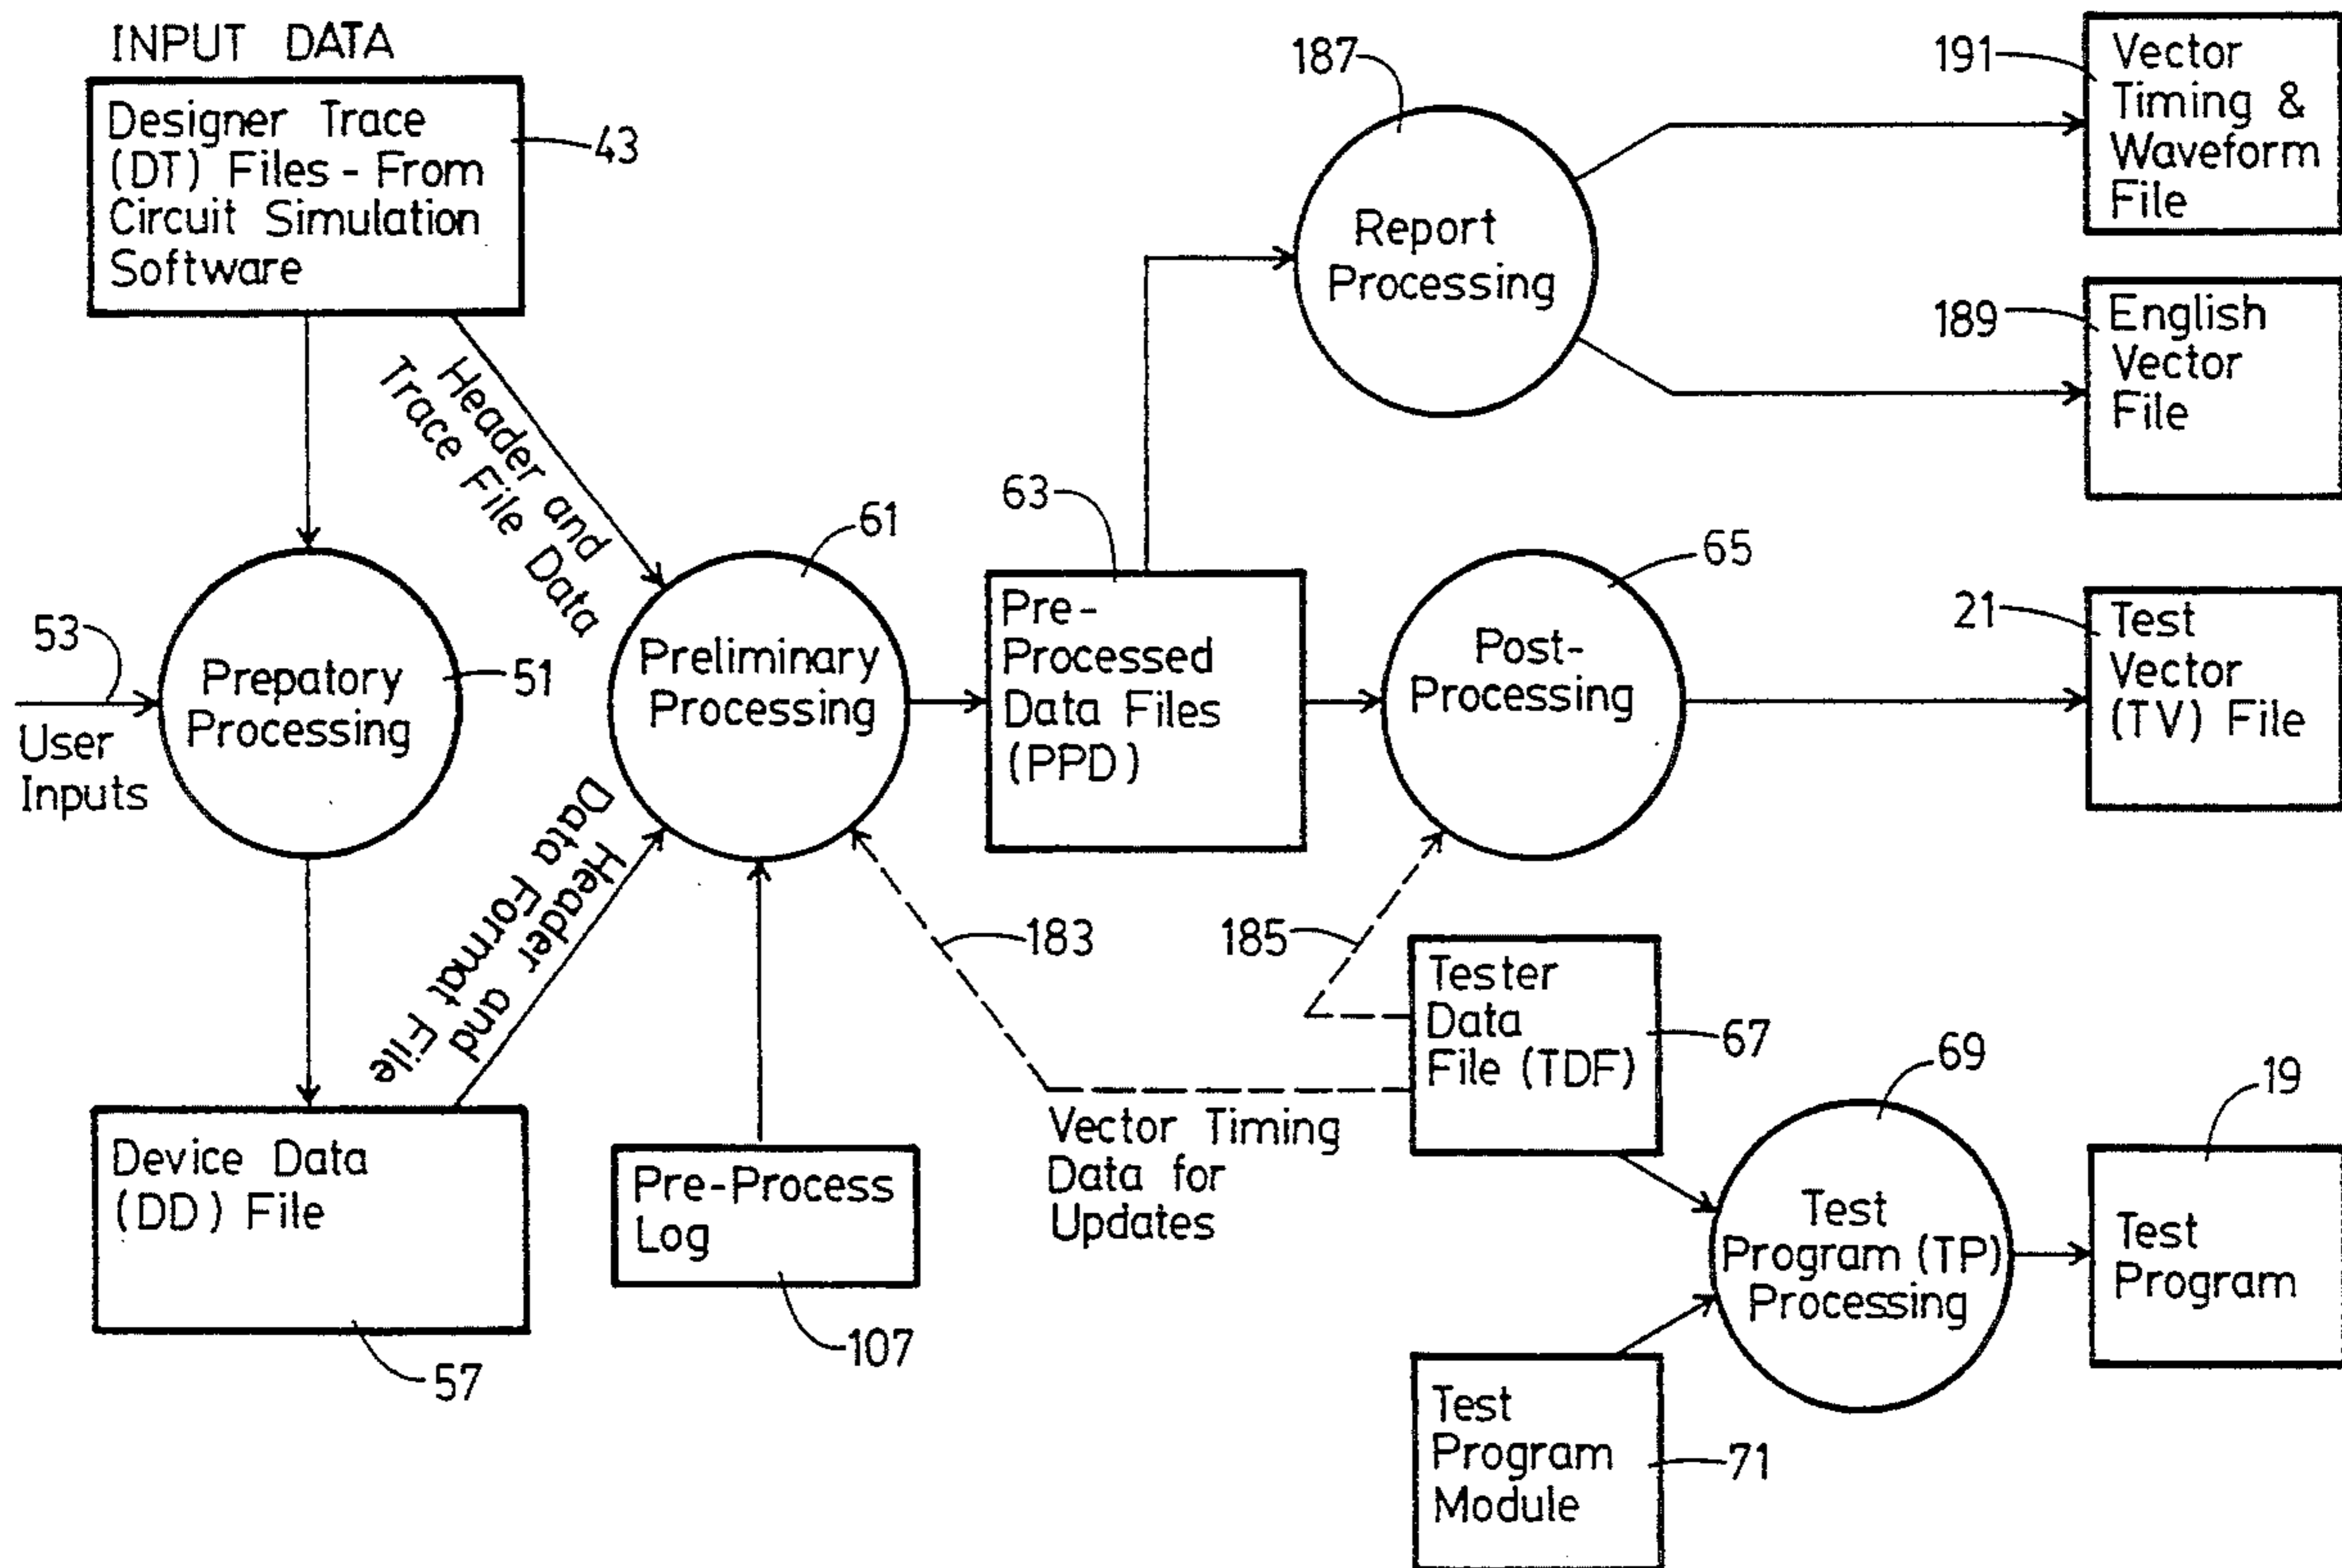 INPUT DATA
Designer Trace
(DT) Files - From
Circuit Simulation
Software
43
Header and
Trace File Data
53
User
Inputs
Prepatory
Processing
51
Header and
Data Format File
Device Data
(DD) File
57
61
Preliminary
Processing
Pre-Process
Log
107
63
Pre-
Processed
Data Files
(PPD)
187
Report
Processing
191
Vector
Timing &
Waveform
File
189
English
Vector
File
65
Post-
Processing
21
Test
Vector
(TV) File
183
185
Vector Timing
Data for
Updates
Tester
Data
File (TDF)
67
69
Test
Program (TP)
Processing
19
Test
Program
Test
Program
Module
71